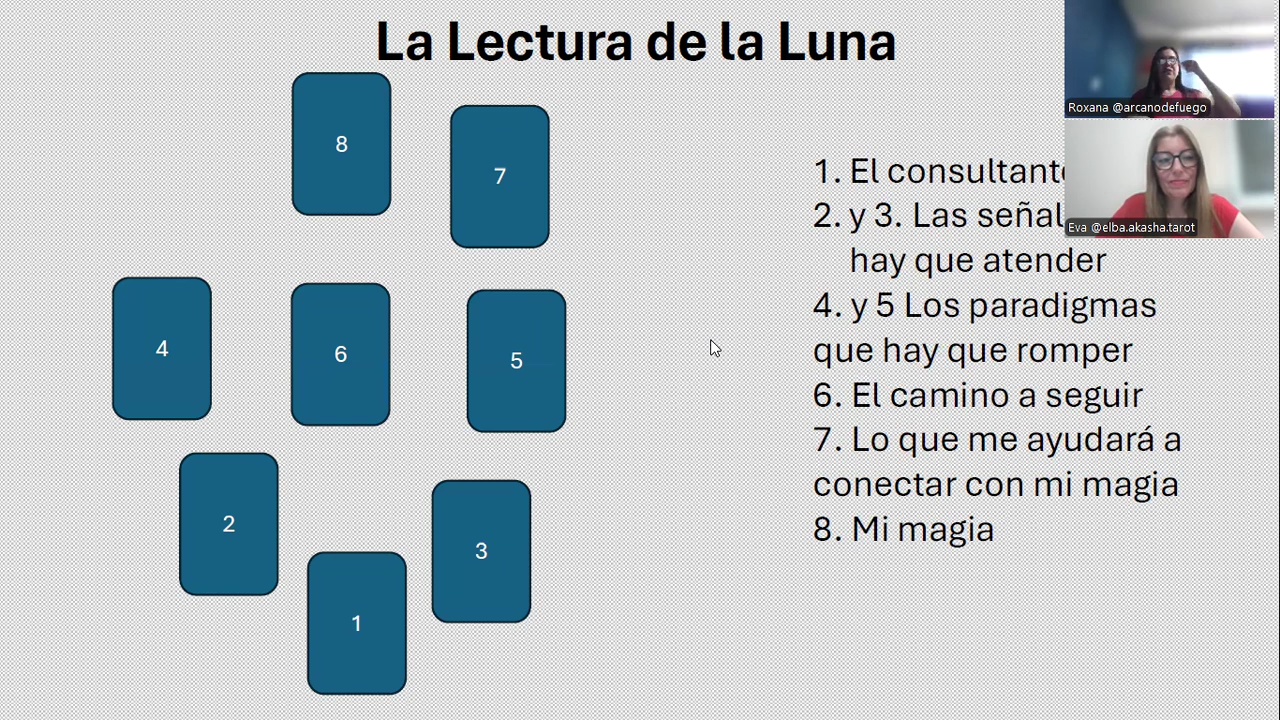 La Lectura de la Luna
8
7
4
6
5
2
3
1
1. El consultante
2. y 3. Las señal
hay que atender
4. y 5 Los paradigmas
que hay que romper
6. El camino a seguir
7. Lo que me ayudará a
conectar con mi magia
8. Mi magia
Roxana @arcanodefuego
Eva @elba.akasha.tarot